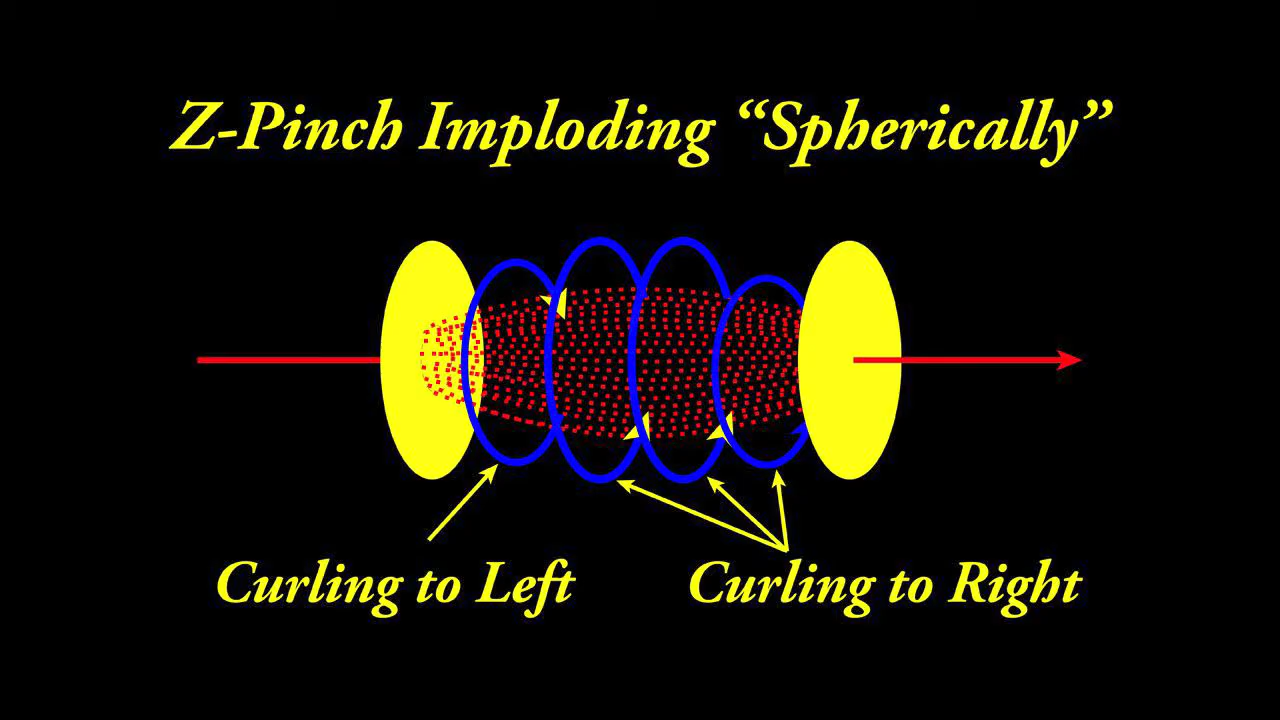 Z-Pinch Imploding “Spherically”
Curling to Left
Curling to Right